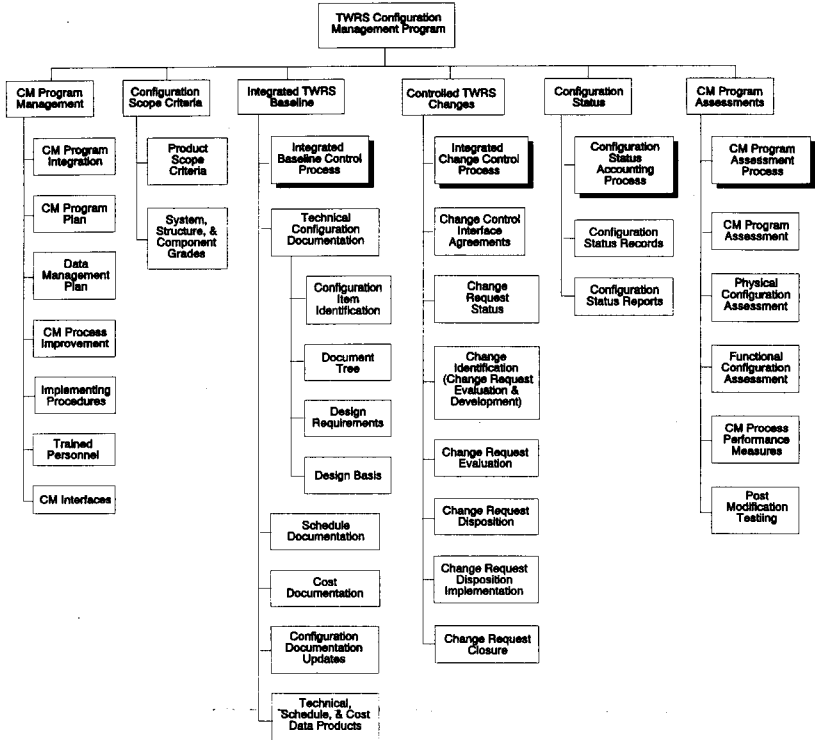 TWRS Configuration
Management Program
CM Program
Management
CM Program
Integration
CM Program
Plan
Data
Management
Plan
CM Process
Improvement
Implementing
Procedures
Trained
Personnel
CM Interfaces
Configuration
Scope Criteria
Product
Scope
Criteria
System,
Structure, &
Component
Grades
Integrated TWRS
Baseline
Integrated
Baseline Control
Process
Technical
Configuration
Documentation
Configuration
Item
Identification
Document
Tree
Design
Requirements
Design Basis
Schedule
Documentation
Cost
Documentation
Configuration
Documentation
Updates
Technical,
Schedule, & Cost
Data Products
Controlled TWRS
Changes
Integrated
Change Control
Process
Change Control
Interface
Agreements
Change
Request
Status
Change
Identification
(Change Request
Evaluation &
Development)
Change Request
Evaluation
Change Request
Disposition
Change Request
Disposition
Implementation
Change Request
Closure
Configuration
Status
Configuration
Status
Accounting
Process
Configuration
Status Records
Configuration
Status Reports
CM Program
Assessments
CM Program
Assessment
Process
CM Program
Assessment
Physical
Configuration
Assessment
Functional
Configuration
Assessment
CM Process
Performance
Measures
Post
Modification
Testiing